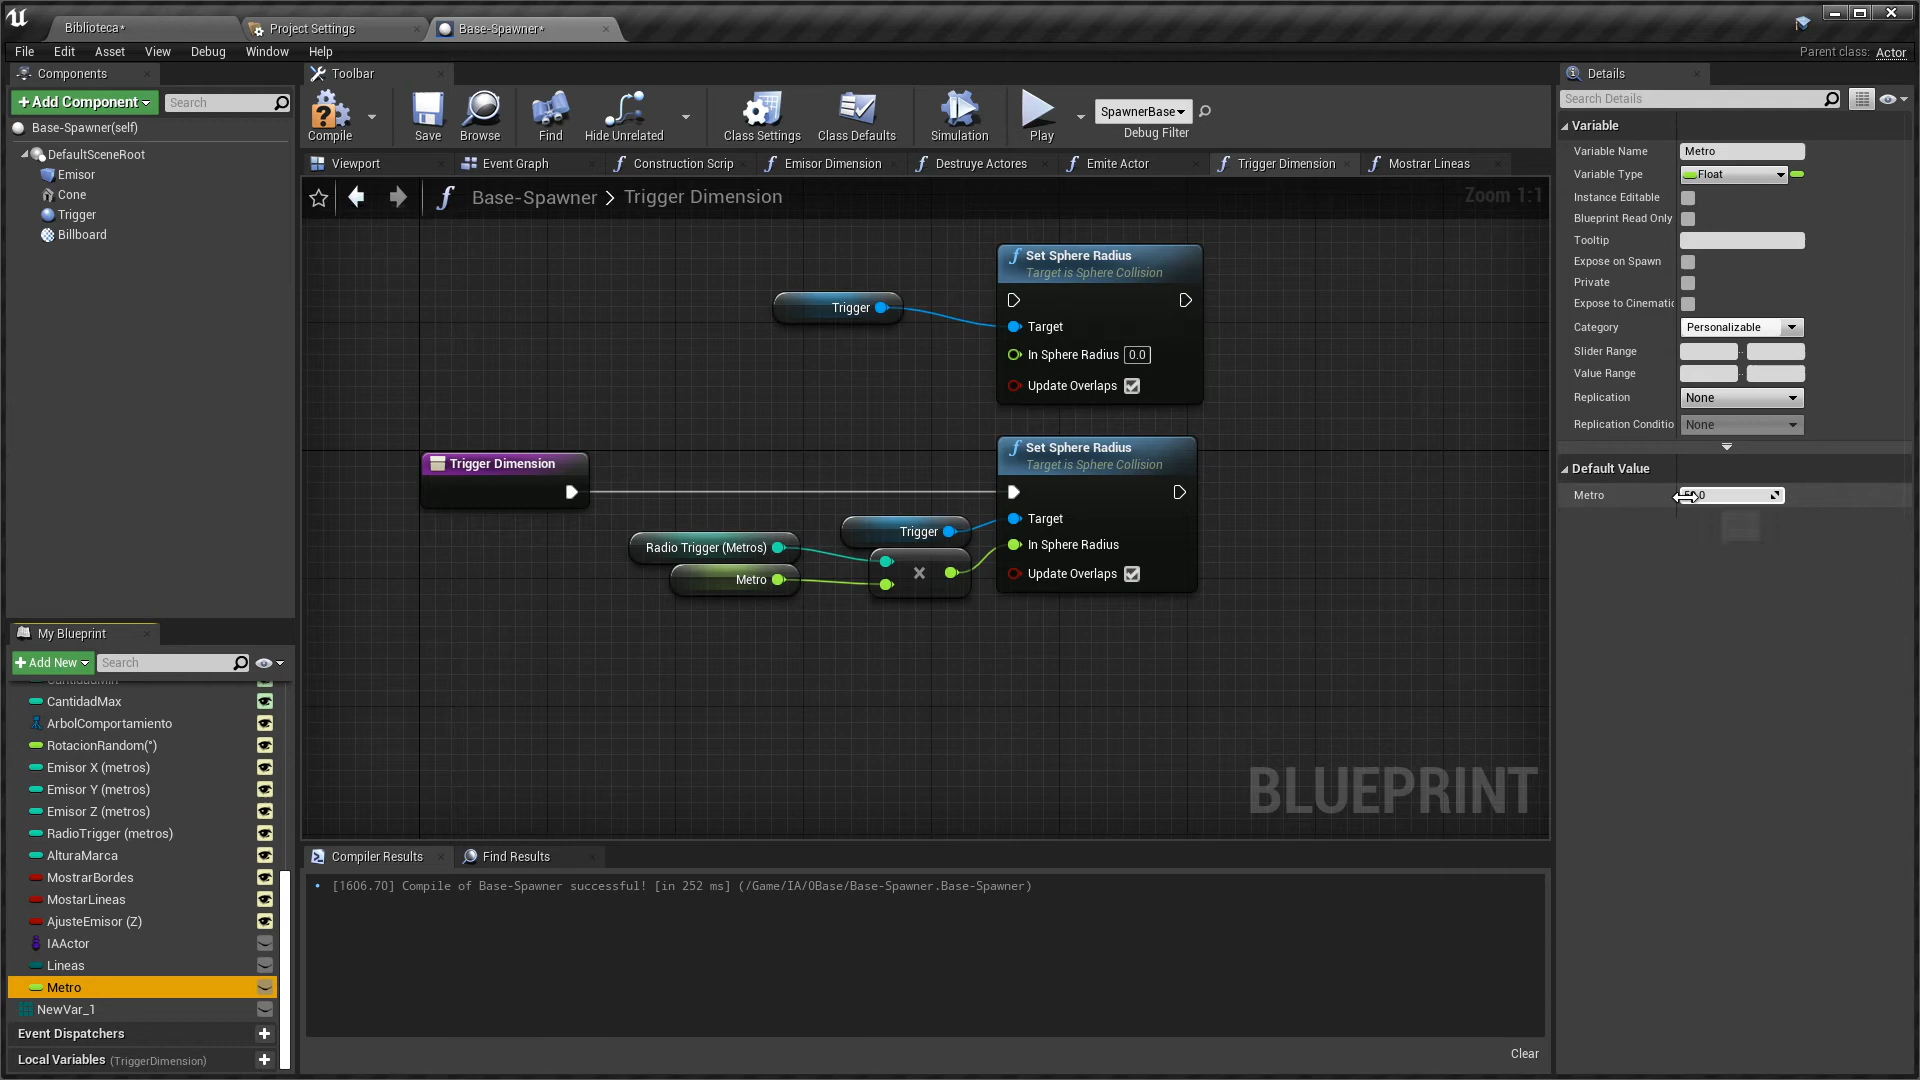 Biblioteca*
Project Settings
Base-Spawner*
File Edit Asset View Debug Window Help
Parent class: Actor
Components
+ Add Component
Search
Base-Spawner(self)
DefaultSceneRoot
Emisor
Cone
Trigger
Billboard
Toolbar
Compile
Save
Browse
Find
Hide Unrelated
Class Settings
Class Defaults
Simulation
Play
SpawnerBase
Debug Filter
Viewport
Event Graph
Construction Scrip
Emisor Dimension
Destruye Actores
Emite Actor
Trigger Dimension
Mostrar Lineas
Base-Spawner > Trigger Dimension
Zoom 1:1
Set Sphere Radius
Target is Sphere Collision
Trigger
Target
In Sphere Radius 0.0
Update Overlaps
Trigger Dimension
Set Sphere Radius
Target is Sphere Collision
Trigger
Target
Radio Trigger (Metros)
In Sphere Radius
Metro
Update Overlaps
BLUEPRINT
My Blueprint
+ Add New
Search
CantidadMax
ArbolComportamiento
RotacionRandom(°)
Emisor X (metros)
Emisor Y (metros)
Emisor Z (metros)
RadioTrigger (metros)
AlturaMarca
MostrarBordes
MostarLineas
AjusteEmisor (Z)
IAActor
Lineas
Metro
NewVar_1
Event Dispatchers
Local Variables (TriggerDimension)
Compiler Results
Find Results
[1606.70] Compile of Base-Spawner successful! [in 252 ms] (/Game/IA/0Base/Base-Spawner.Base-Spawner)
Clear
Details
Search Details
Variable
Variable Name Metro
Variable Type Float
Instance Editable
Blueprint Read Only
Tooltip
Expose on Spawn
Private
Expose to Cinematic
Category Personalizable
Slider Range
Value Range
Replication None
Replication Conditio None
Default Value
Metro